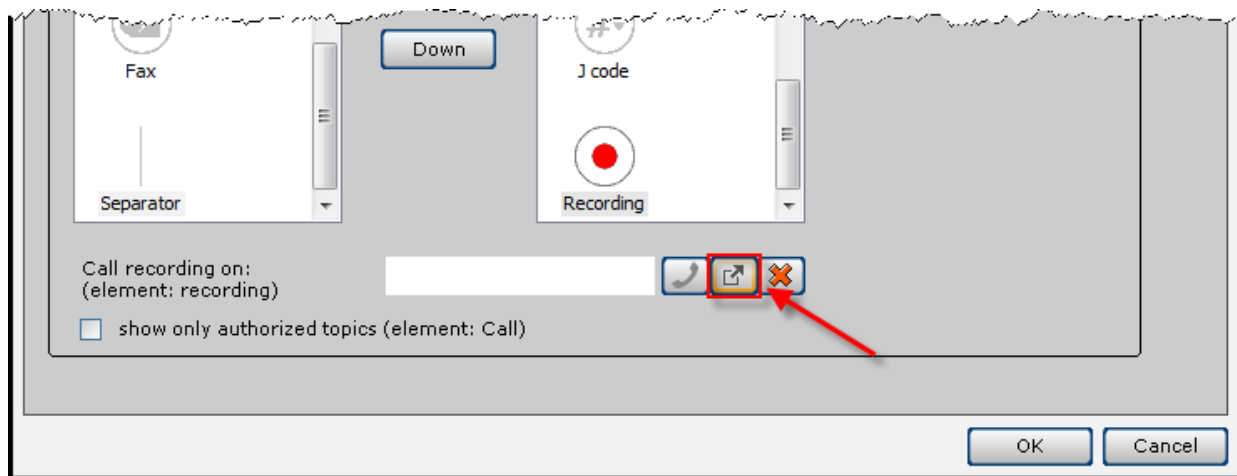 Down
Fax
J code
Separator
Recording
Call recording on:
(element: recording)
show only authorized topics (element: Call)
OK
Cancel